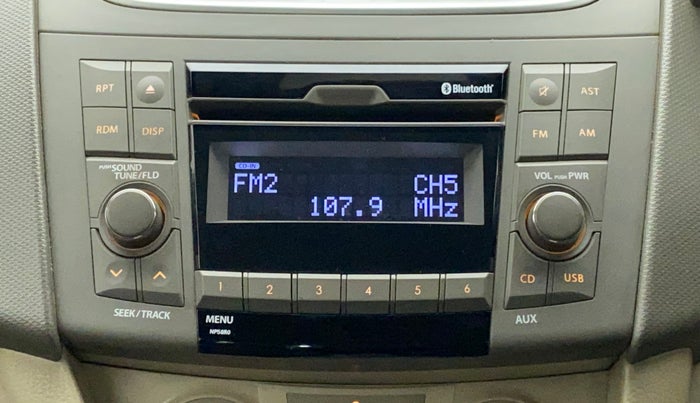 RPT
Bluetooth
AST
RDM DISP
FM AM
PUSH SOUND
TUNE/FLD
VOL PUSH PWR
CD-IN
FM2 CH5
107.9 MHz
1 2 3 4 5 6
CD USB
SEEK/TRACK
MENU
AUX